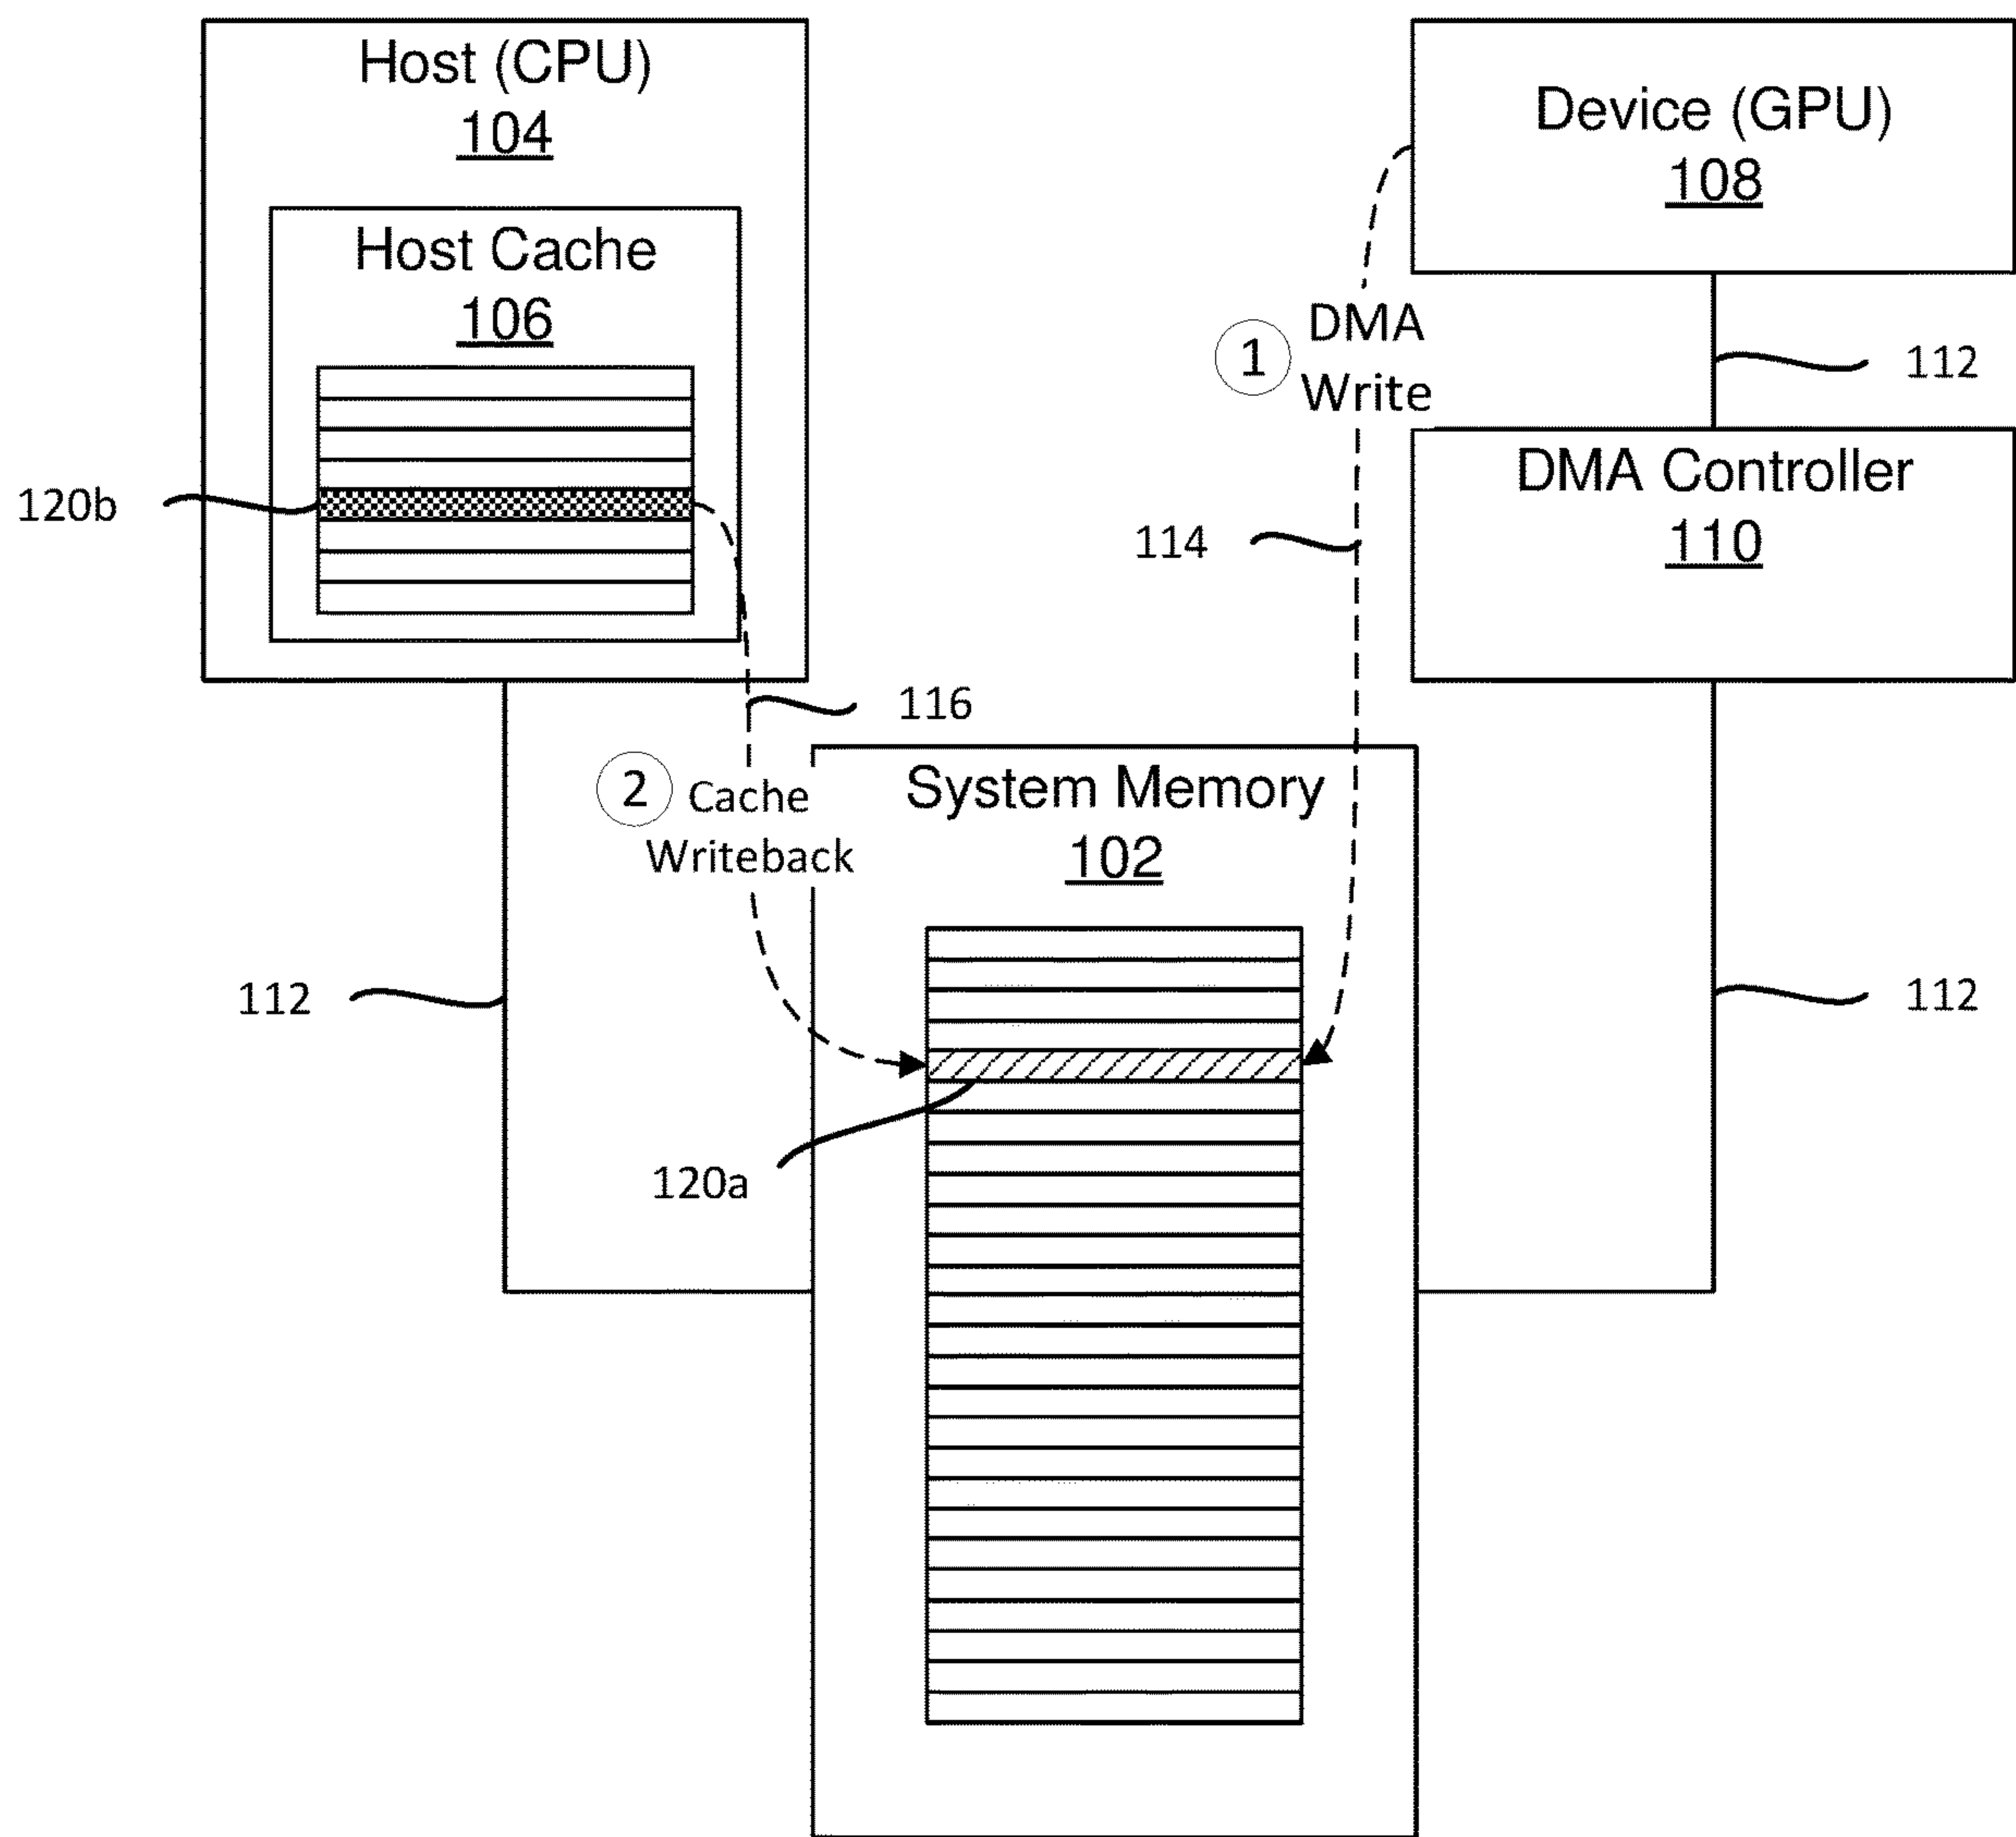 Host (CPU)
104
Host Cache
106
120b
Device (GPU)
108
1
DMA
Write
112
DMA Controller
110
114
116
2
Cache
Writeback
System Memory
102
112
112
120a